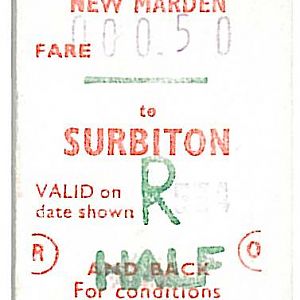 NEW MARDEN
FARE 000.50
to
SURBITON
R
VALID on
date shown
R HALF O
AND BACK
For conditions